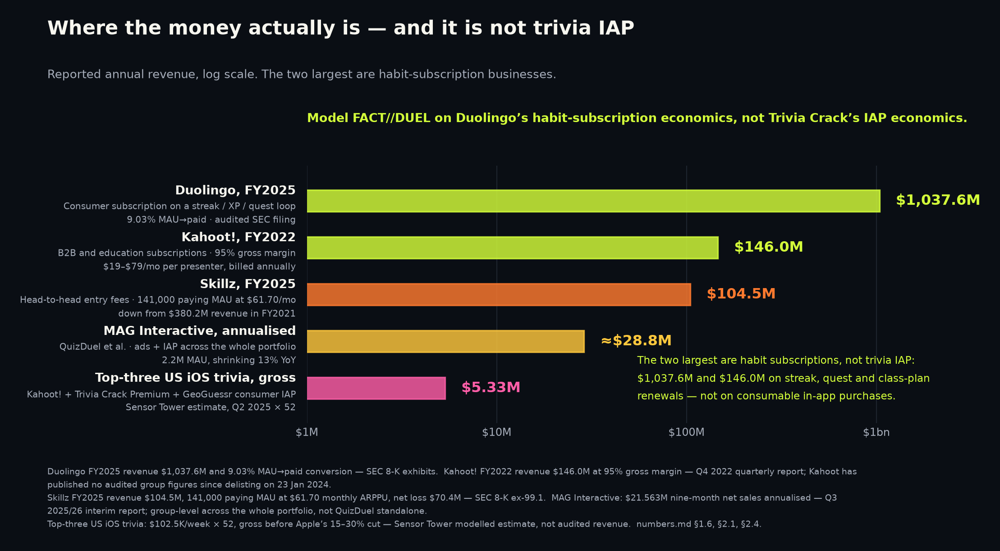 Where the money actually is — and it is not trivia IAP
Reported annual revenue, log scale. The two largest are habit-subscription businesses.
Model FACT//DUEL on Duolingo’s habit-subscription economics, not Trivia Crack’s IAP economics.
Duolingo, FY2025
Consumer subscription on a streak / XP / quest loop
9.03% MAU→paid · audited SEC filing
$1,037.6M
Kahoot!, FY2022
B2B and education subscriptions · 95% gross margin
$19–$79/mo per presenter, billed annually
$146.0M
Skillz, FY2025
Head-to-head entry fees · 141,000 paying MAU at $61.70/mo
down from $380.2M revenue in FY2021
$104.5M
MAG Interactive, annualised
QuizDuel et al. · ads + IAP across the whole portfolio
2.2M MAU, shrinking 13% YoY
≈$28.8M
Top-three US iOS trivia, gross
Kahoot! + Trivia Crack Premium + GeoGuessr consumer IAP
Sensor Tower estimate, Q2 2025 × 52
$5.33M
The two largest are habit subscriptions, not trivia IAP:
$1,037.6M and $146.0M on streak, quest and class-plan
renewals — not on consumable in-app purchases.
$1M
$10M
$100M
$1bn
Duolingo FY2025 revenue $1,037.6M and 9.03% MAU→paid conversion — SEC 8-K exhibits.  Kahoot! FY2022 revenue $146.0M at 95% gross margin — Q4 2022 quarterly report; Kahoot has
published no audited group figures since delisting on 23 Jan 2024.
Skillz FY2025 revenue $104.5M, 141,000 paying MAU at $61.70 monthly ARPPU, net loss $70.4M — SEC 8-K ex-99.1.  MAG Interactive: $21.563M nine-month net sales annualised — Q3
2025/26 interim report; group-level across the whole portfolio, not QuizDuel standalone.
Top-three US iOS trivia: $102.5K/week × 52, gross before Apple’s 15–30% cut — Sensor Tower modelled estimate, not audited revenue.  numbers.md §1.6, §2.1, §2.4.